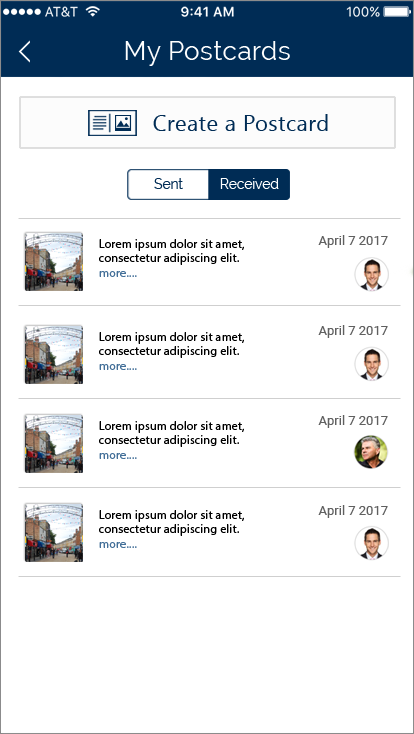 AT&T 9:41 AM 100%
My Postcards
Create a Postcard
Sent Received
Lorem ipsum dolor sit amet,
consectetur adipiscing elit.
more....
April 7 2017
Lorem ipsum dolor sit amet,
consectetur adipiscing elit.
more....
April 7 2017
Lorem ipsum dolor sit amet,
consectetur adipiscing elit.
more....
April 7 2017
Lorem ipsum dolor sit amet,
consectetur adipiscing elit.
more....
April 7 2017